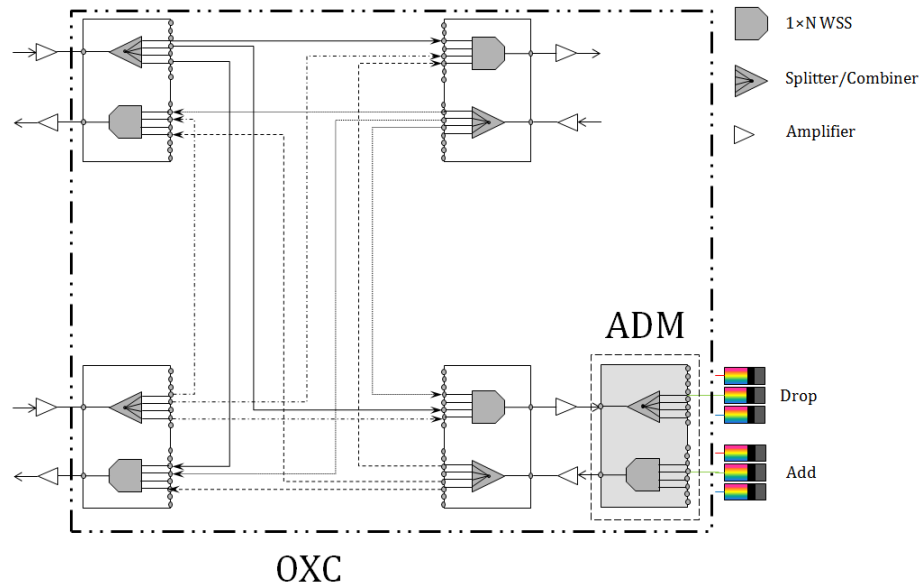 1×N WSS
Splitter/Combiner
Amplifier
ADM
Drop
Add
OXC